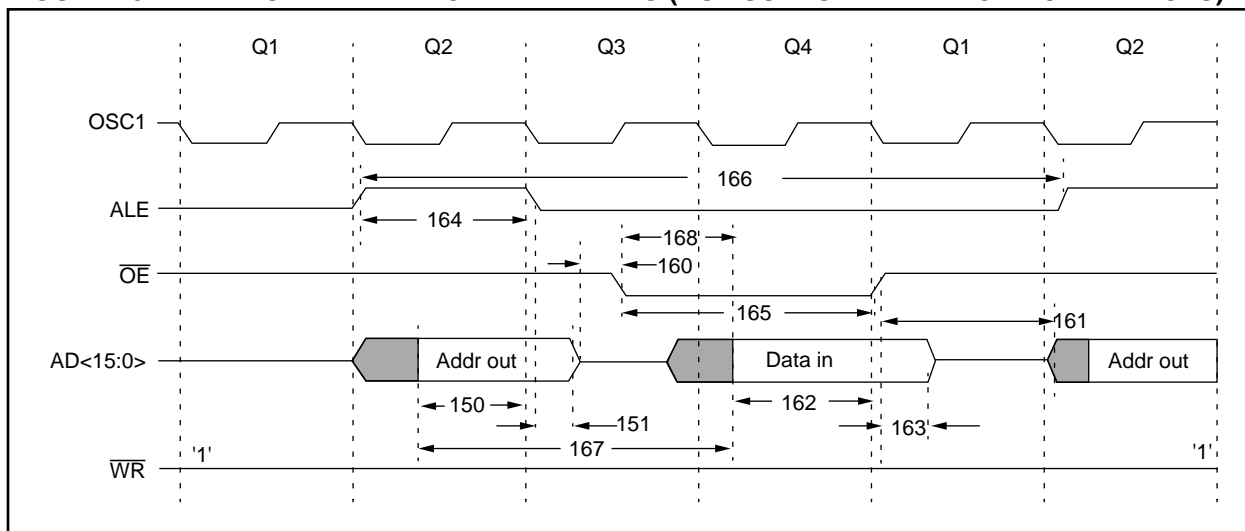 Q1 Q2 Q3 Q4 Q1 Q2
OSC1
166
ALE
164
168
OE
160
165
161
AD<15:0>
Addr out Data in Addr out
150 162
151 163
167
'1' '1'
WR